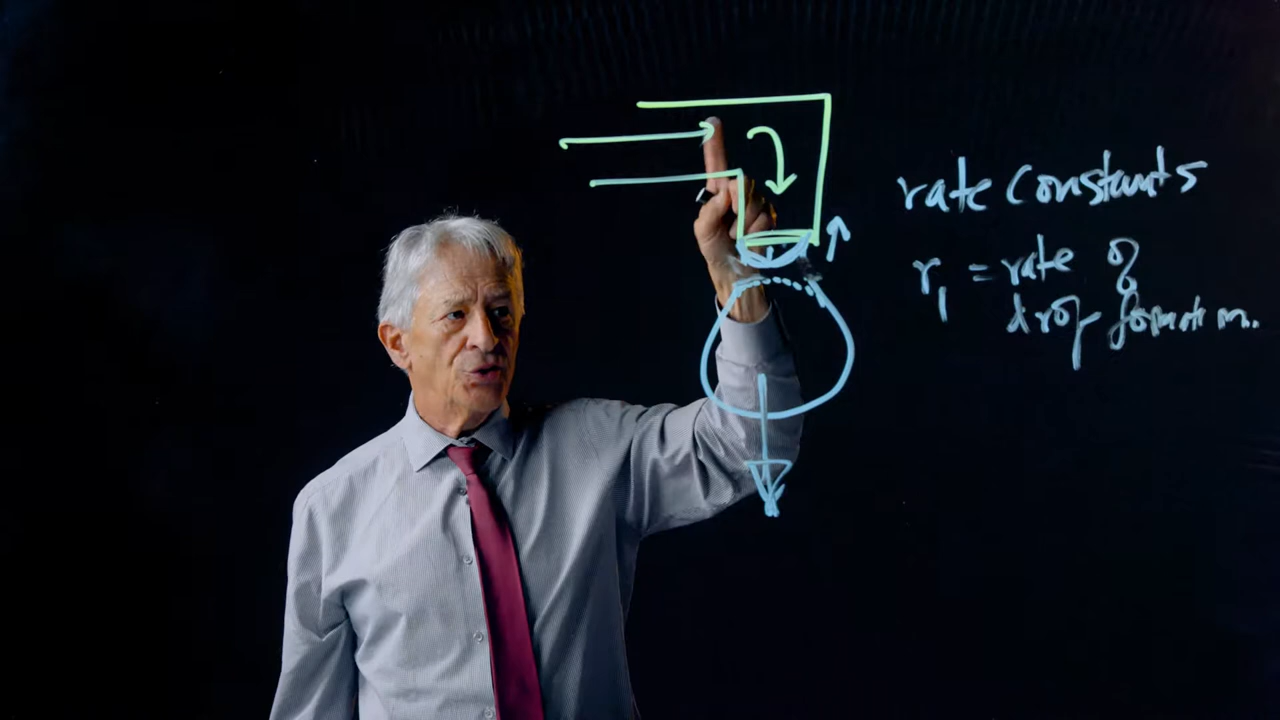 rate constants
r₁ = rate of
drop formation.